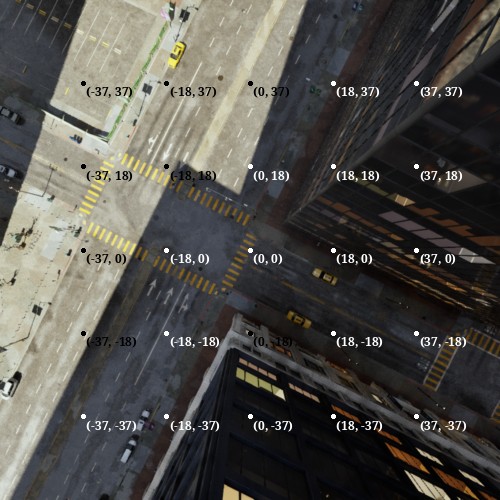 (-37, 37) (-18, 37) (0, 37) (18, 37) (37, 37)
(-37, 18) (-18, 18) (0, 18) (18, 18) (37, 18)
(-37, 0) (-18, 0) (0, 0) (18, 0) (37, 0)
(-37, -18) (-18, -18) (0, -18) (18, -18) (37, -18)
(-37, -37) (-18, -37) (0, -37) (18, -37) (37, -37)